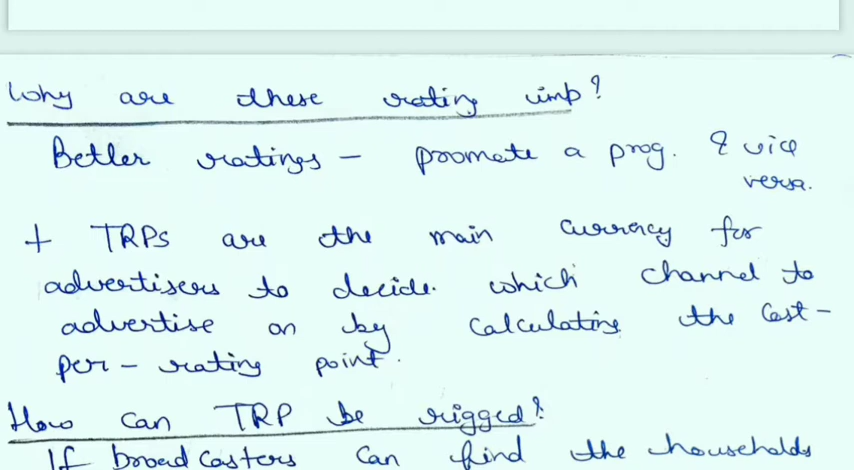 Why are these rating imp?
Better ratings - promote a prog. & vice
versa.
+ TRPs are the main currency for
advertisers to decide which channel to
advertise on by calculating the cost-
per-rating point.
How can TRP be rigged?
If broadcasters can find the households